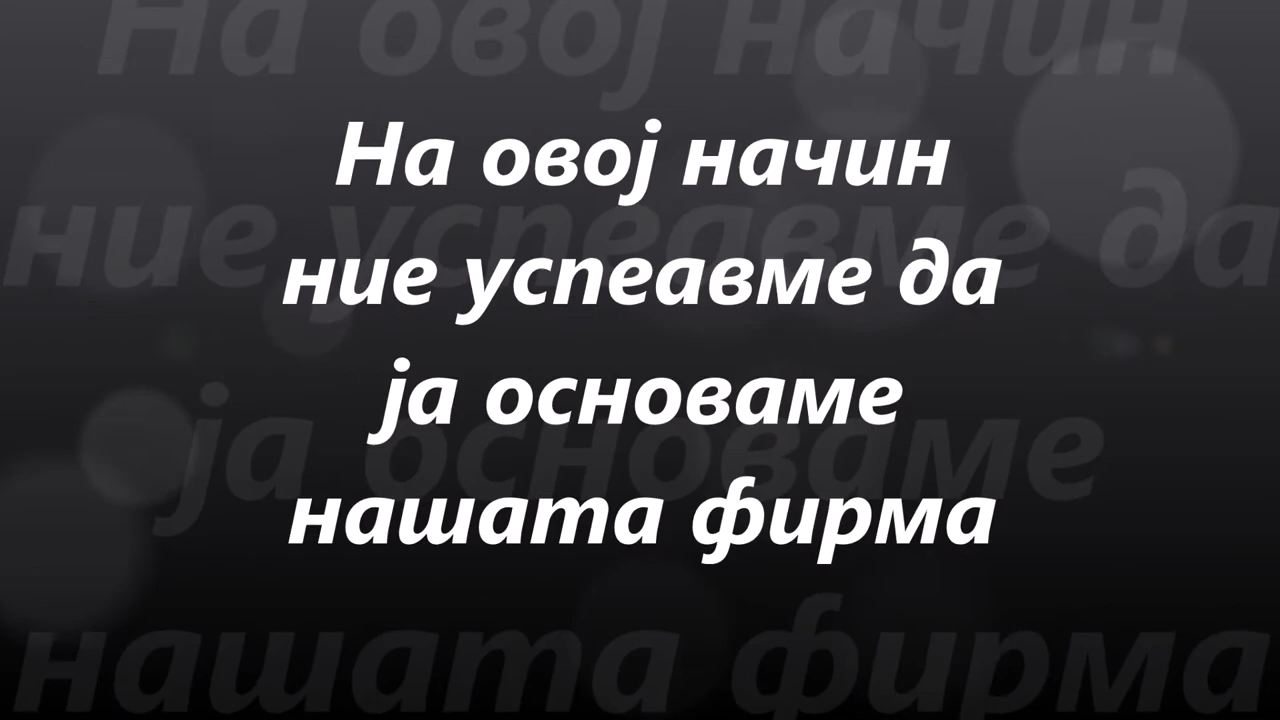 На овој начин
ние успеавме да
ја основаме
нашата фирма